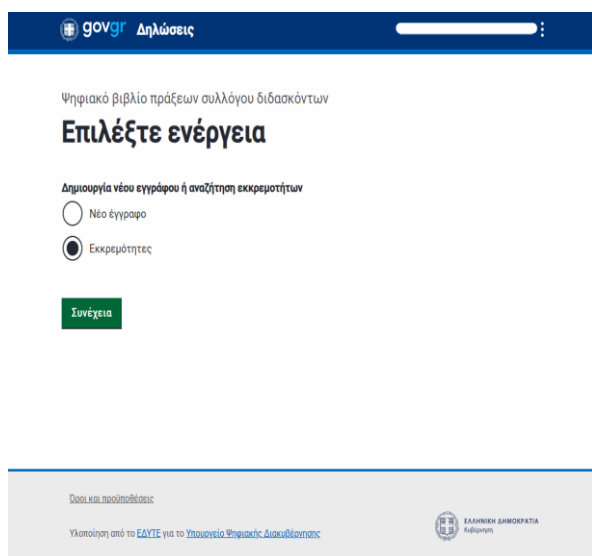 govgr Δηλώσεις
Ψηφιακό βιβλίο πράξεων συλλόγου διδασκόντων
Επιλέξτε ενέργεια
Δημιουργία νέου εγγράφου ή αναζήτηση εκκρεμοτήτων
Νέο έγγραφο
Εκκρεμότητες
Συνέχεια
Όροι και προϋποθέσεις
Υλοποίηση από το ΕΔΥΤΕ για το Υπουργείο Ψηφιακής Διακυβέρνησης
ΕΛΛΗΝΙΚΗ ΔΗΜΟΚΡΑΤΙΑ
Κυβέρνηση